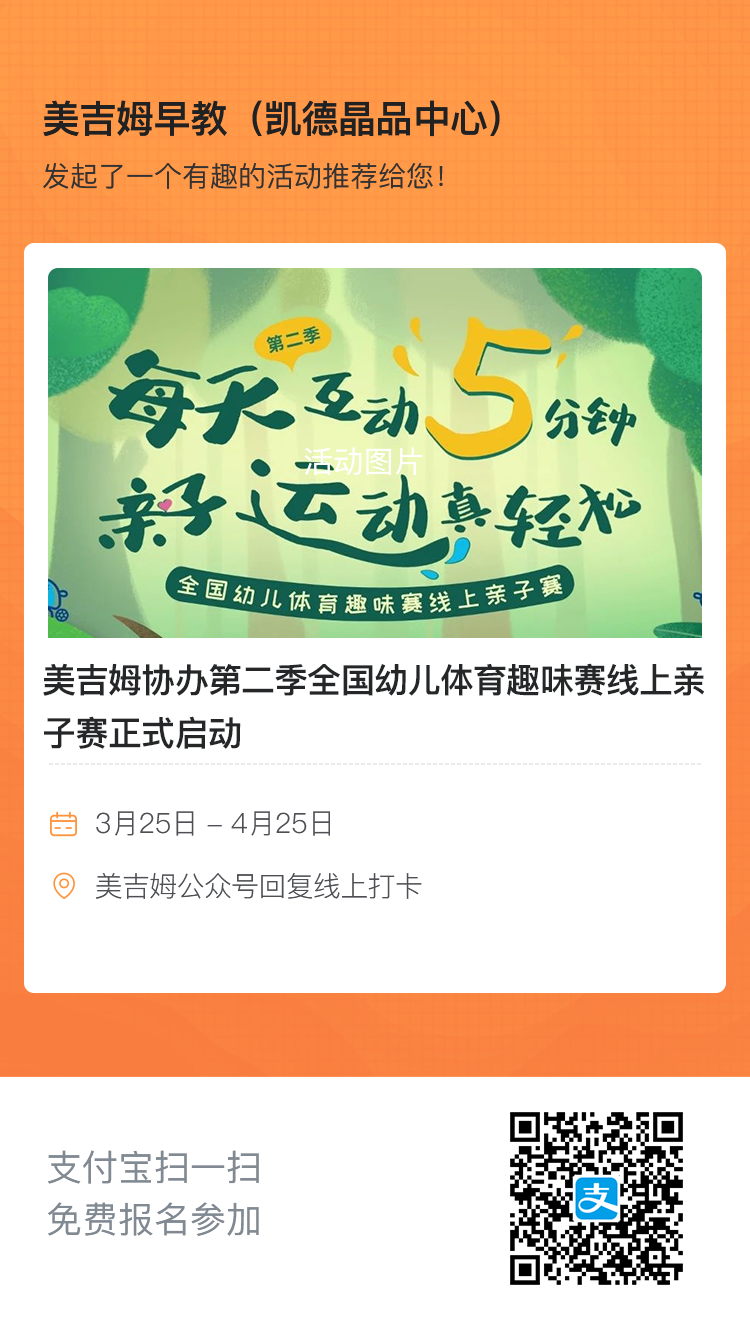 美吉姆早教（凯德晶品中心）
发起了一个有趣的活动推荐给您！
第二季
每天互动5分钟
活动图片
亲子运动真轻松
全国幼儿体育趣味赛线上亲子赛
美吉姆协办第二季全国幼儿体育趣味赛线上亲
子赛正式启动
3月25日 – 4月25日
美吉姆公众号回复线上打卡
支付宝扫一扫
免费报名参加
支